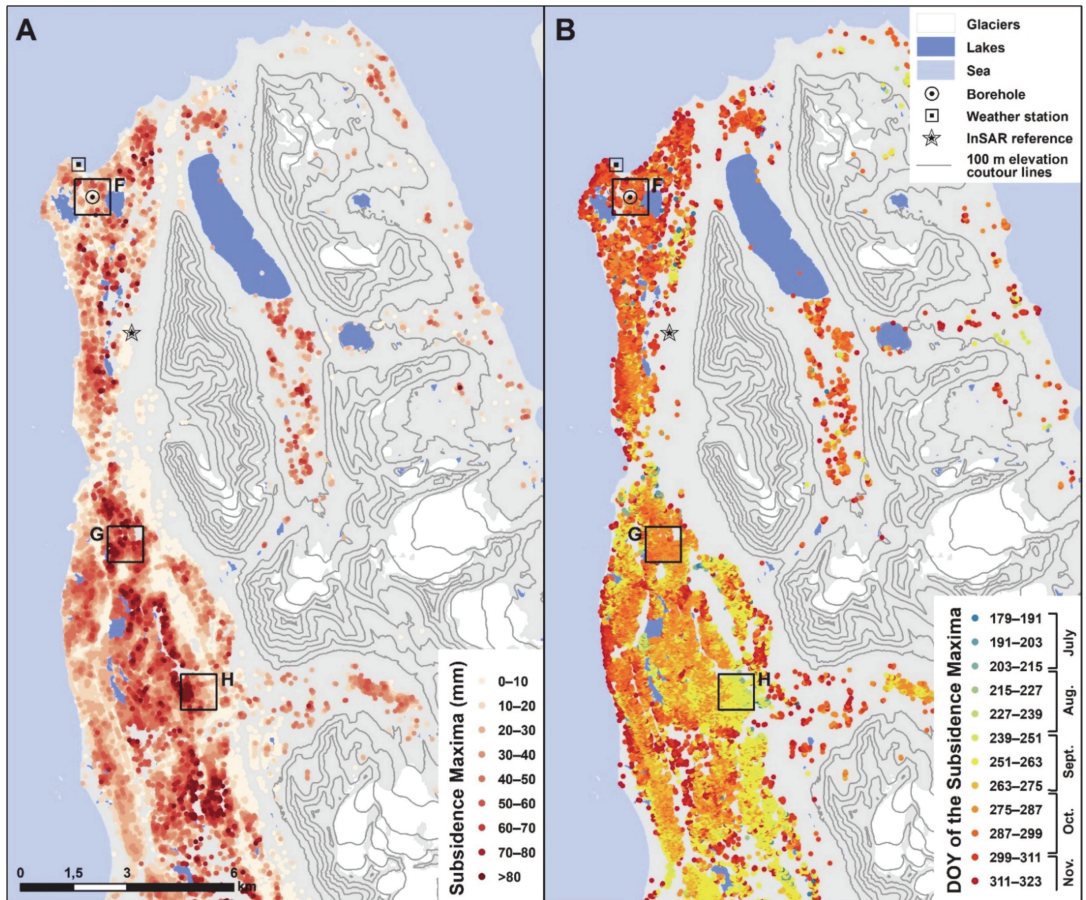 A
F
G
H
Subsidence Maxima (mm)
0–10
10–20
20–30
30–40
40–50
50–60
60–70
70–80
>80
0 1,5 3 6
km
B
Glaciers
Lakes
Sea
Borehole
Weather station
InSAR reference
100 m elevation
coutour lines
F
G
H
DOY of the Subsidence Maxima
179–191
191–203
203–215
July
215–227
227–239
Aug.
239–251
251–263
263–275
Sept.
275–287
287–299
299–311
Oct.
311–323
Nov.